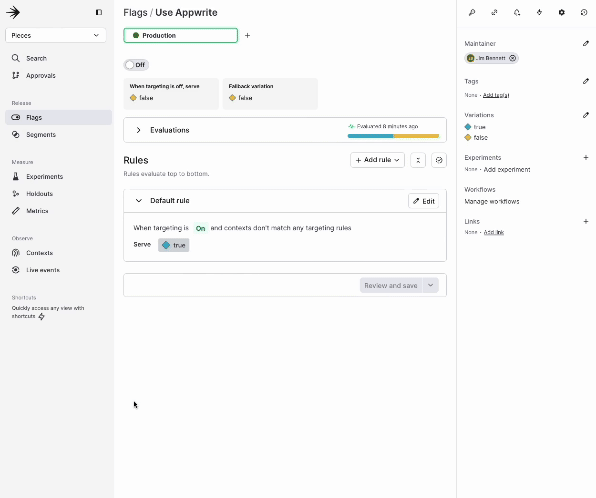 Flags / Use Appwrite
Pieces
Production
Search
Approvals
Off
When targeting is off, serve
false
Fallback variation
false
Release
Flags
Segments
Evaluations
Evaluated 8 minutes ago
Measure
Experiments
Holdouts
Metrics
Rules
Add rule
Rules evaluate top to bottom.
Default rule
Edit
When targeting is On and contexts don't match any targeting rules
Serve true
Observe
Contexts
Live events
Review and save
Shortcuts
Quickly access any view with
shortcuts
Maintainer
Jim Bennett
Tags
None - Add tag(s)
Variations
true
false
Experiments
None - Add experiment
Workflows
Manage workflows
Links
None - Add link